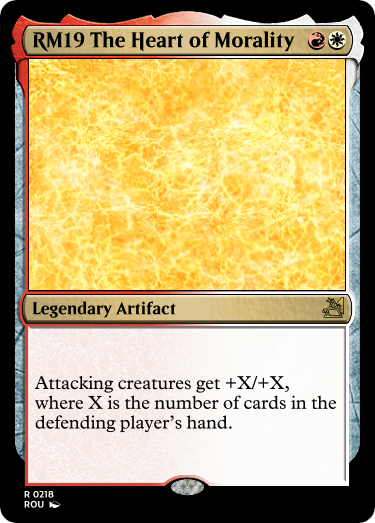 RM19 The Heart of Morality
Legendary Artifact
Attacking creatures get +X/+X,
where X is the number of cards in the
defending player's hand.
R 0218
ROU